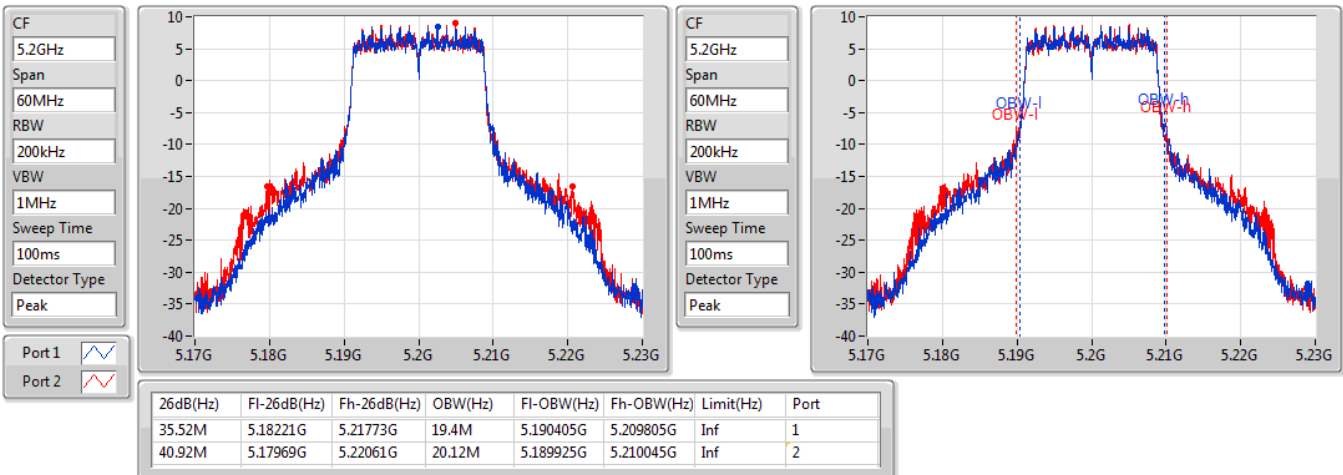 CF
5.2GHz
Span
60MHz
RBW
200kHz
VBW
1MHz
Sweep Time
100ms
Detector Type
Peak
Port 1
Port 2
10
5
0
-5
-10
-15
-20
-25
-30
-35
-40
5.17G 5.18G 5.19G 5.2G 5.21G 5.22G 5.23G
CF
5.2GHz
Span
60MHz
RBW
200kHz
VBW
1MHz
Sweep Time
100ms
Detector Type
Peak
10
5
0
-5
-10
-15
-20
-25
-30
-35
-40
OBW-l OBW-h
OBW-l OBW-h
5.17G 5.18G 5.19G 5.2G 5.21G 5.22G 5.23G
26dB(Hz) Fl-26dB(Hz) Fh-26dB(Hz) OBW(Hz) Fl-OBW(Hz) Fh-OBW(Hz) Limit(Hz) Port
35.52M 5.18221G 5.21773G 19.4M 5.190405G 5.209805G Inf 1
40.92M 5.17969G 5.22061G 20.12M 5.189925G 5.210045G Inf 2